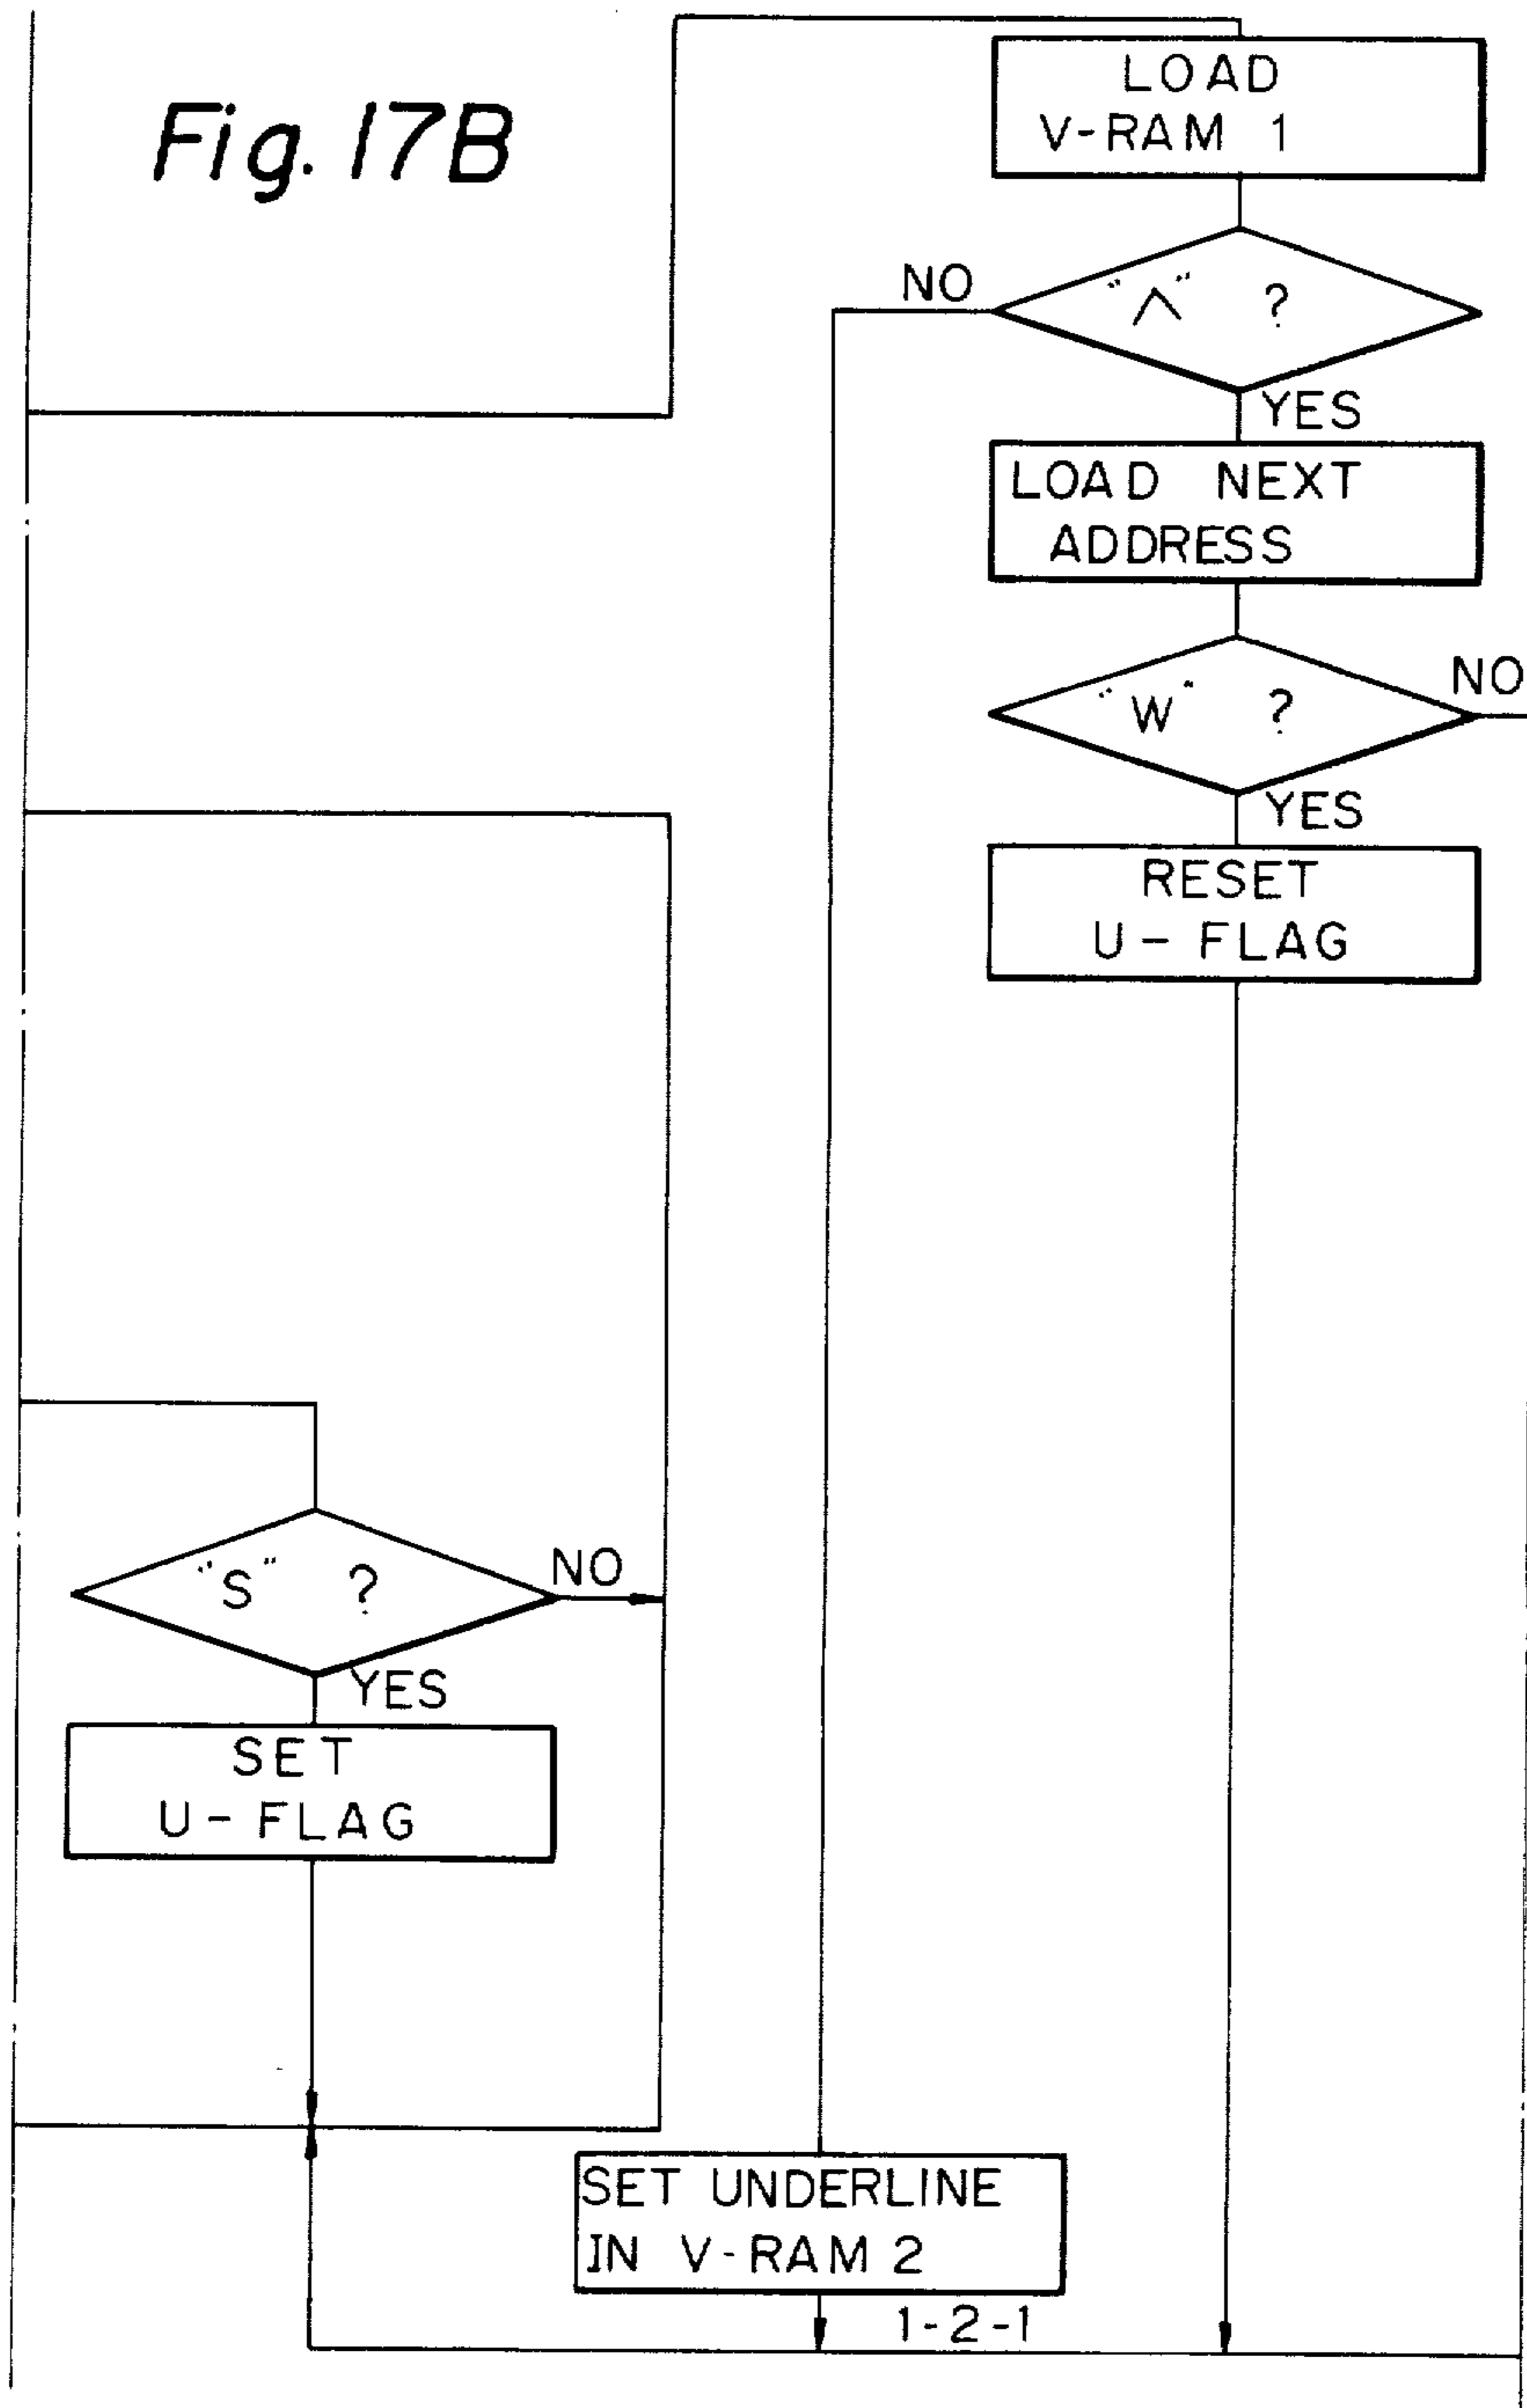 Fig. 17B
LOAD
V-RAM 1
NO
"^" ?
YES
LOAD NEXT
ADDRESS
NO
"W" ?
YES
RESET
U-FLAG
"S" ?
NO
YES
SET
U-FLAG
SET UNDERLINE
IN V-RAM 2
1-2-1